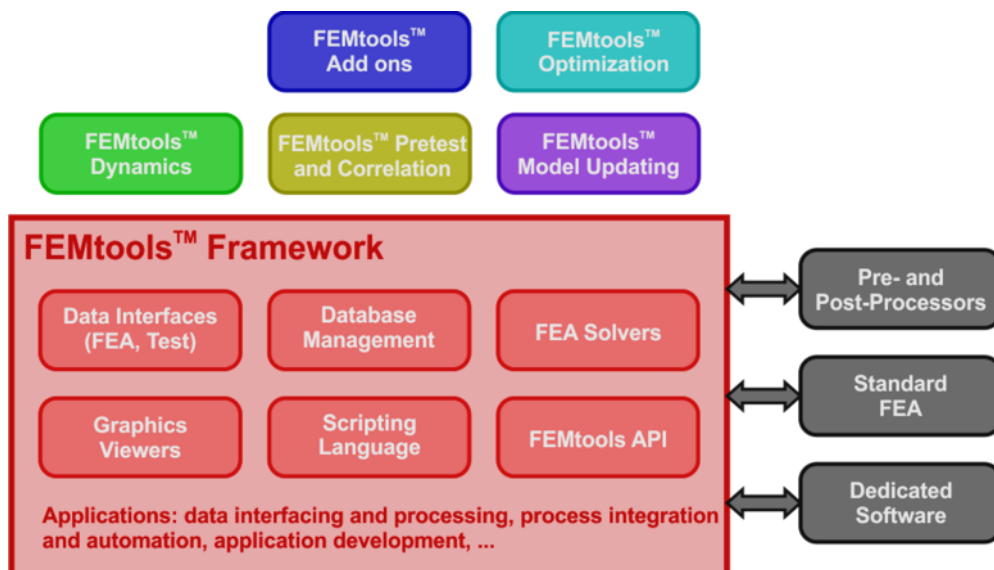 FEMtools™
Add ons
FEMtools™
Optimization
FEMtools™
Dynamics
FEMtools™ Pretest
and Correlation
FEMtools™
Model Updating
FEMtools™ Framework
Data Interfaces
(FEA, Test)
Database
Management
FEA Solvers
Graphics
Viewers
Scripting
Language
FEMtools API
Applications: data interfacing and processing, process integration
and automation, application development, ...
Pre- and
Post-Processors
Standard
FEA
Dedicated
Software